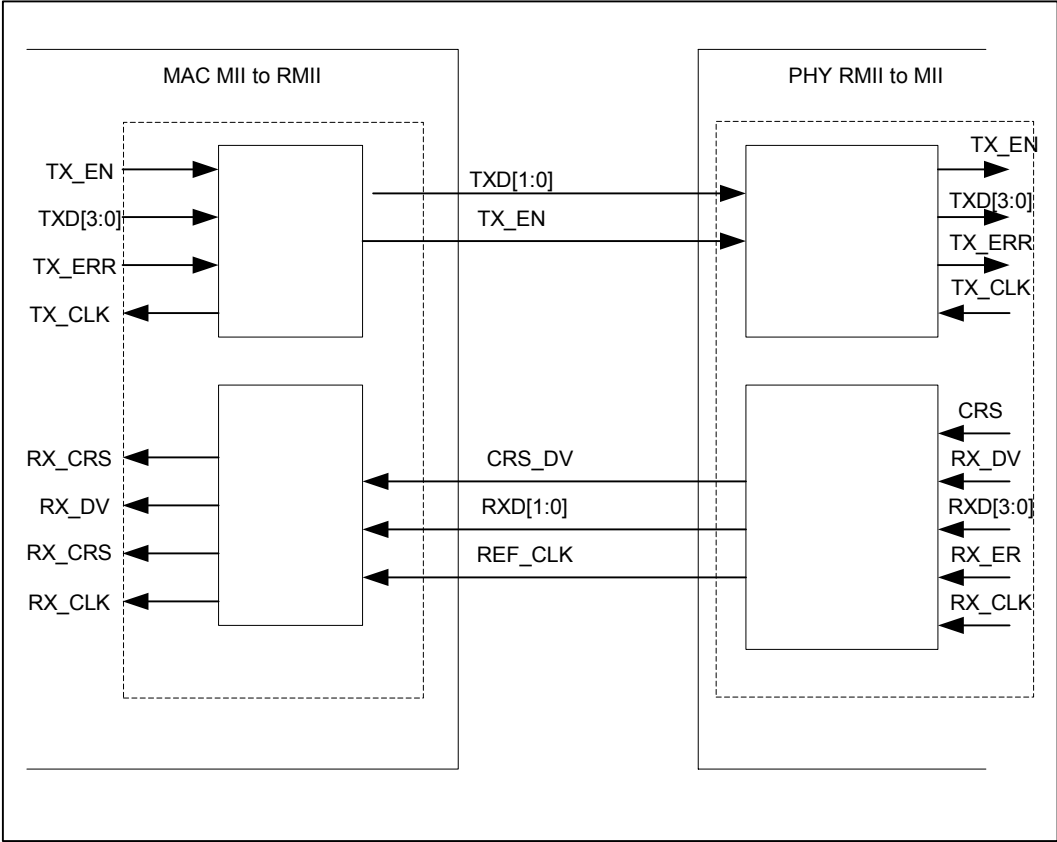 MAC MII to RMII
PHY RMII to MII
TX_EN
TXD[3:0]
TX_ERR
TX_CLK
TXD[1:0]
TX_EN
TX_EN
TXD[3:0]
TX_ERR
TX_CLK
RX_CRS
RX_DV
RX_CRS
RX_CLK
CRS_DV
RXD[1:0]
REF_CLK
CRS
RX_DV
RXD[3:0]
RX_ER
RX_CLK